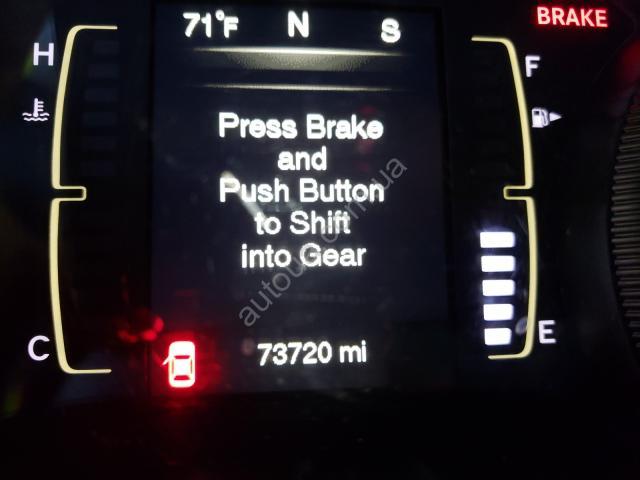 71°F N S
BRAKE
H
F
Press Brake
and
Push Button
to Shift
into Gear
C
E
73720 mi